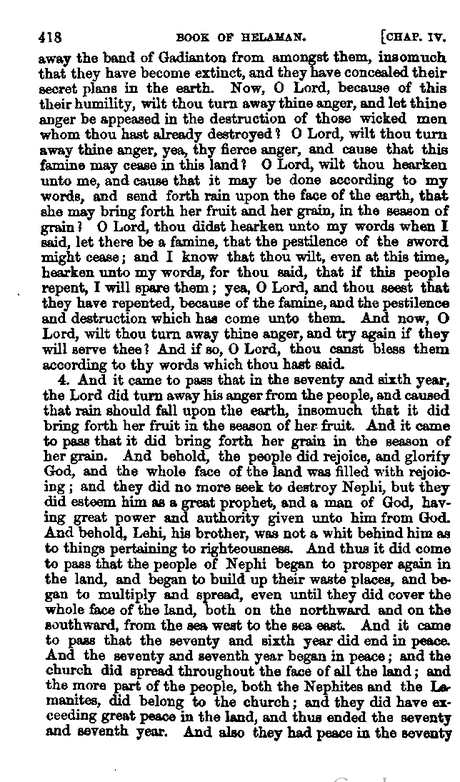 418 BOOK OF HELAMAN. [CHAP. IV.
away the band of Gadianton from amongst them, insomuch
that they have become extinct, and they have concealed their
secret plans in the earth. Now, O Lord, because of this
their humility, wilt thou turn away thine anger, and let thine
anger be appeased in the destruction of those wicked men
whom thou hast already destroyed? O Lord, wilt thou turn
away thine anger, yea, thy fierce anger, and cause that this
famine may cease in this land? O Lord, wilt thou hearken
unto me, and cause that it may be done according to my
words, and send forth rain upon the face of the earth, that
she may bring forth her fruit and her grain, in the season of
grain? O Lord, thou didst hearken unto my words when I
said, let there be a famine, that the pestilence of the sword
might cease; and I know that thou wilt, even at this time,
hearken unto my words, for thou said, that if this people
repent, I will spare them; yea, O Lord, and thou seest that
they have repented, because of the famine, and the pestilence
and destruction which has come unto them. And now, O
Lord, wilt thou turn away thine anger, and try again if they
will serve thee? And if so, O Lord, thou canst bless them
according to thy words which thou hast said.
4. And it came to pass that in the seventy and sixth year,
the Lord did turn away his anger from the people, and caused
that rain should fall upon the earth, insomuch that it did
bring forth her fruit in the season of her fruit. And it came
to pass that it did bring forth her grain in the season of
her grain. And behold, the people did rejoice, and glorify
God, and the whole face of the land was filled with rejoic-
ing; and they did no more seek to destroy Nephi, but they
did esteem him as a great prophet, and a man of God, hav-
ing great power and authority given unto him from God.
And behold, Lehi, his brother, was not a whit behind him as
to things pertaining to righteousness. And thus it did come
to pass that the people of Nephi began to prosper again in
the land, and began to build up their waste places, and be-
gan to multiply and spread, even until they did cover the
whole face of the land, both on the northward and on the
southward, from the sea west to the sea east. And it came
to pass that the seventy and sixth year did end in peace.
And the seventy and seventh year began in peace; and the
church did spread throughout the face of all the land; and
the more part of the people, both the Nephites and the La-
manites, did belong to the church; and they did have ex-
ceeding great peace in the land, and thus ended the seventy
and seventh year. And also they had peace in the seventy